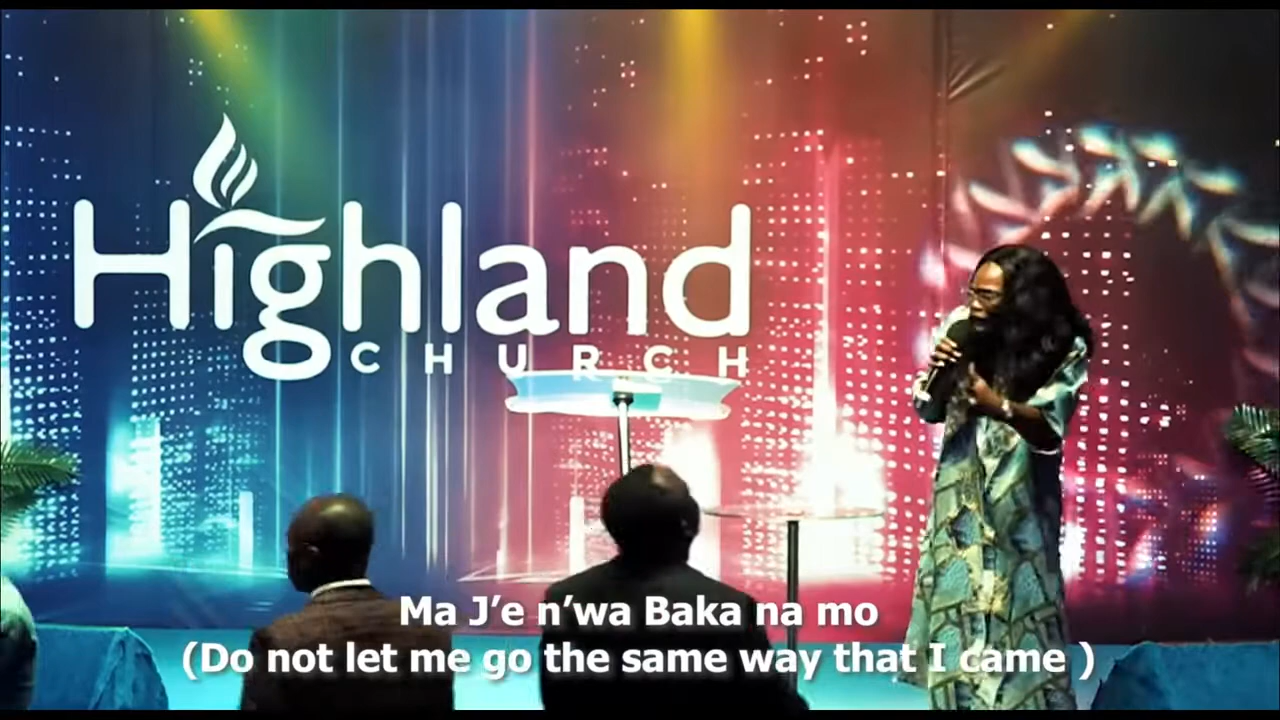 Highland
CHURCH
Ma J’e n’wa Baka na mo
(Do not let me go the same way that I came )